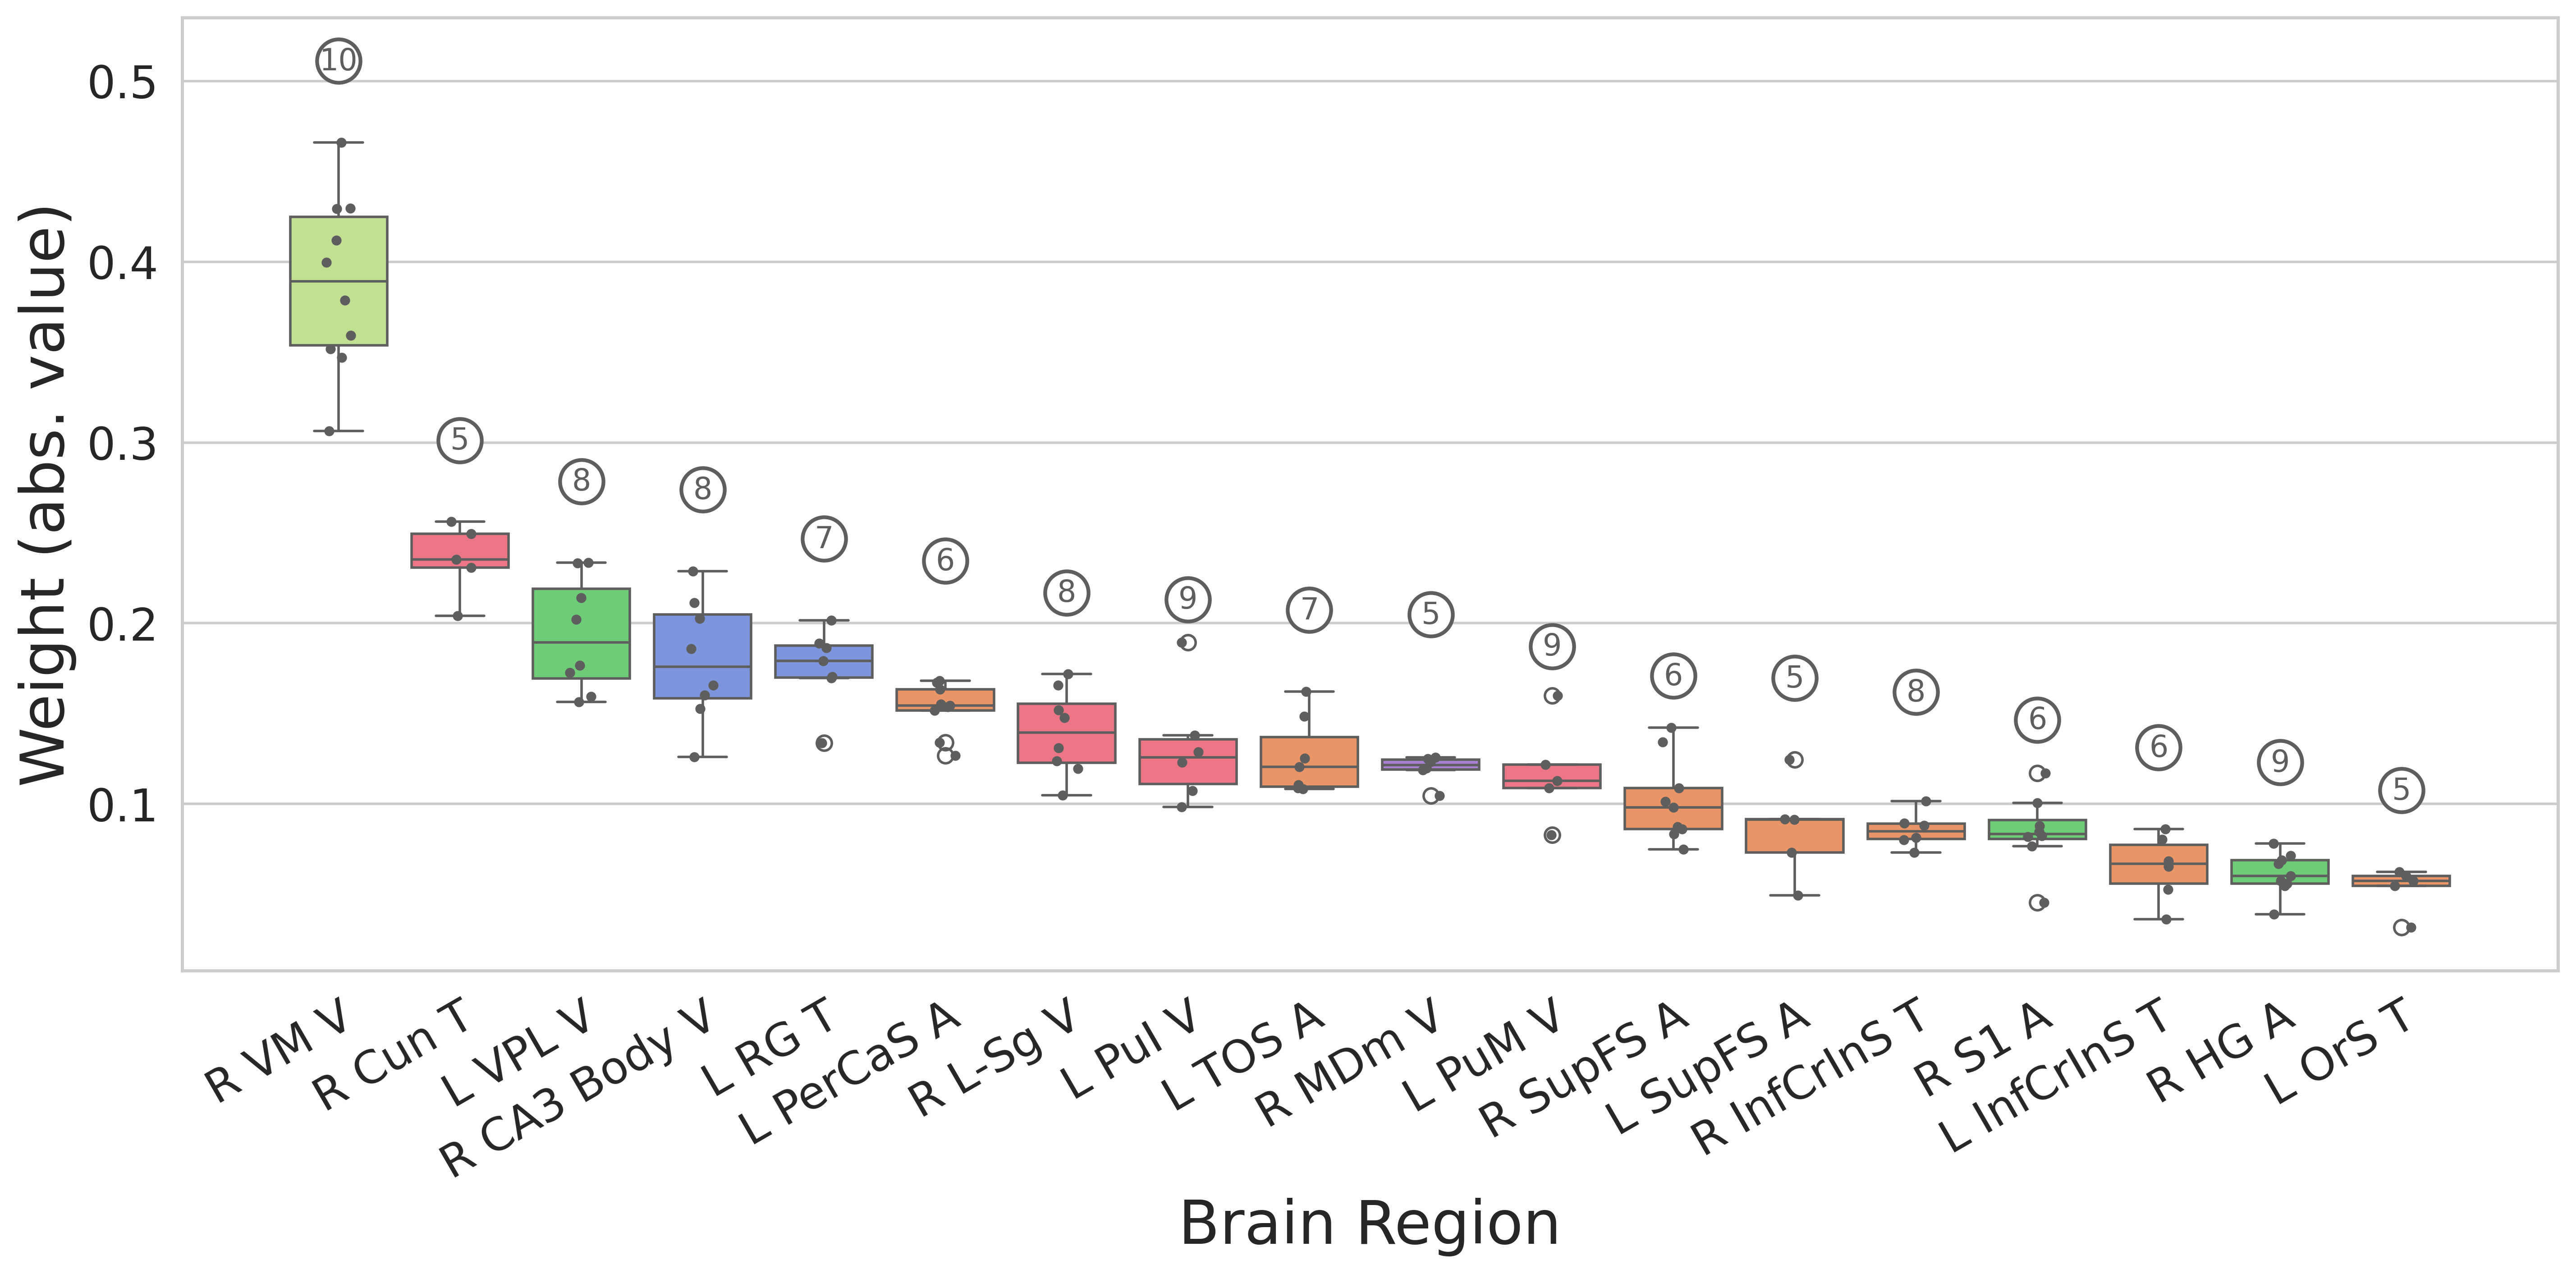 Weight (abs. value)
0.5
0.4
0.3
0.2
0.1
10
5
8
8
7
6
8
9
7
5
9
6
5
8
6
6
9
5
R VM V
R Cun T
L VPL V
R CA3 Body V
L RG T
L PerCaS A
R L-Sg V
L Pul V
L TOS A
R MDm V
L PuM V
R SupFS A
L SupFS A
R InfCrInS T
R S1 A
L InfCrInS T
R HG A
L OrS T
Brain Region